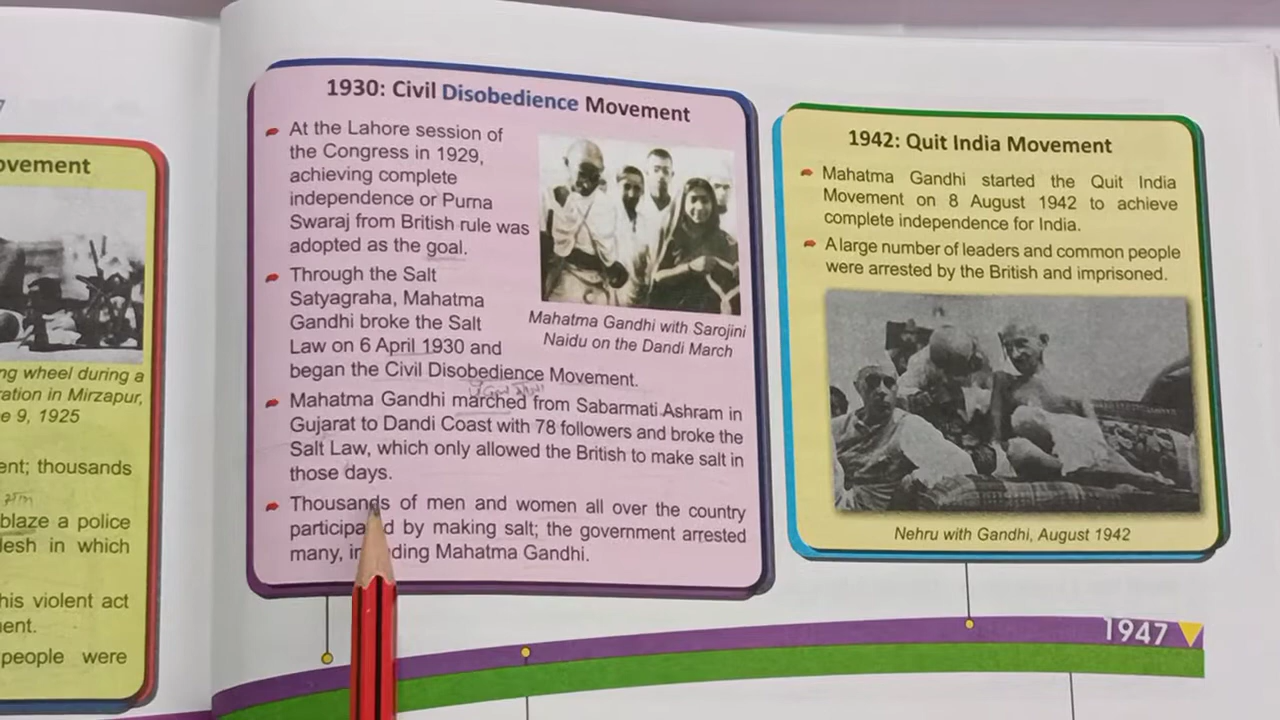 7
ovement
ng wheel during a
ration in Mirzapur,
e 9, 1925
ent; thousands
blaze a police
lesh in which
his violent act
ent.
people were
1930: Civil Disobedience Movement
At the Lahore session of
the Congress in 1929,
achieving complete
independence or Purna
Swaraj from British rule was
adopted as the goal.
Through the Salt
Satyagraha, Mahatma
Gandhi broke the Salt
Law on 6 April 1930 and
began the Civil Disobedience Movement.
Mahatma Gandhi marched from Sabarmati Ashram in
Gujarat to Dandi Coast with 78 followers and broke the
Salt Law, which only allowed the British to make salt in
those days.
Thousands of men and women all over the country
participa d by making salt; the government arrested
many, in ding Mahatma Gandhi.
Mahatma Gandhi with Sarojini
Naidu on the Dandi March
1942: Quit India Movement
Mahatma Gandhi started the Quit India
Movement on 8 August 1942 to achieve
complete independence for India.
A large number of leaders and common people
were arrested by the British and imprisoned.
Nehru with Gandhi, August 1942
1947